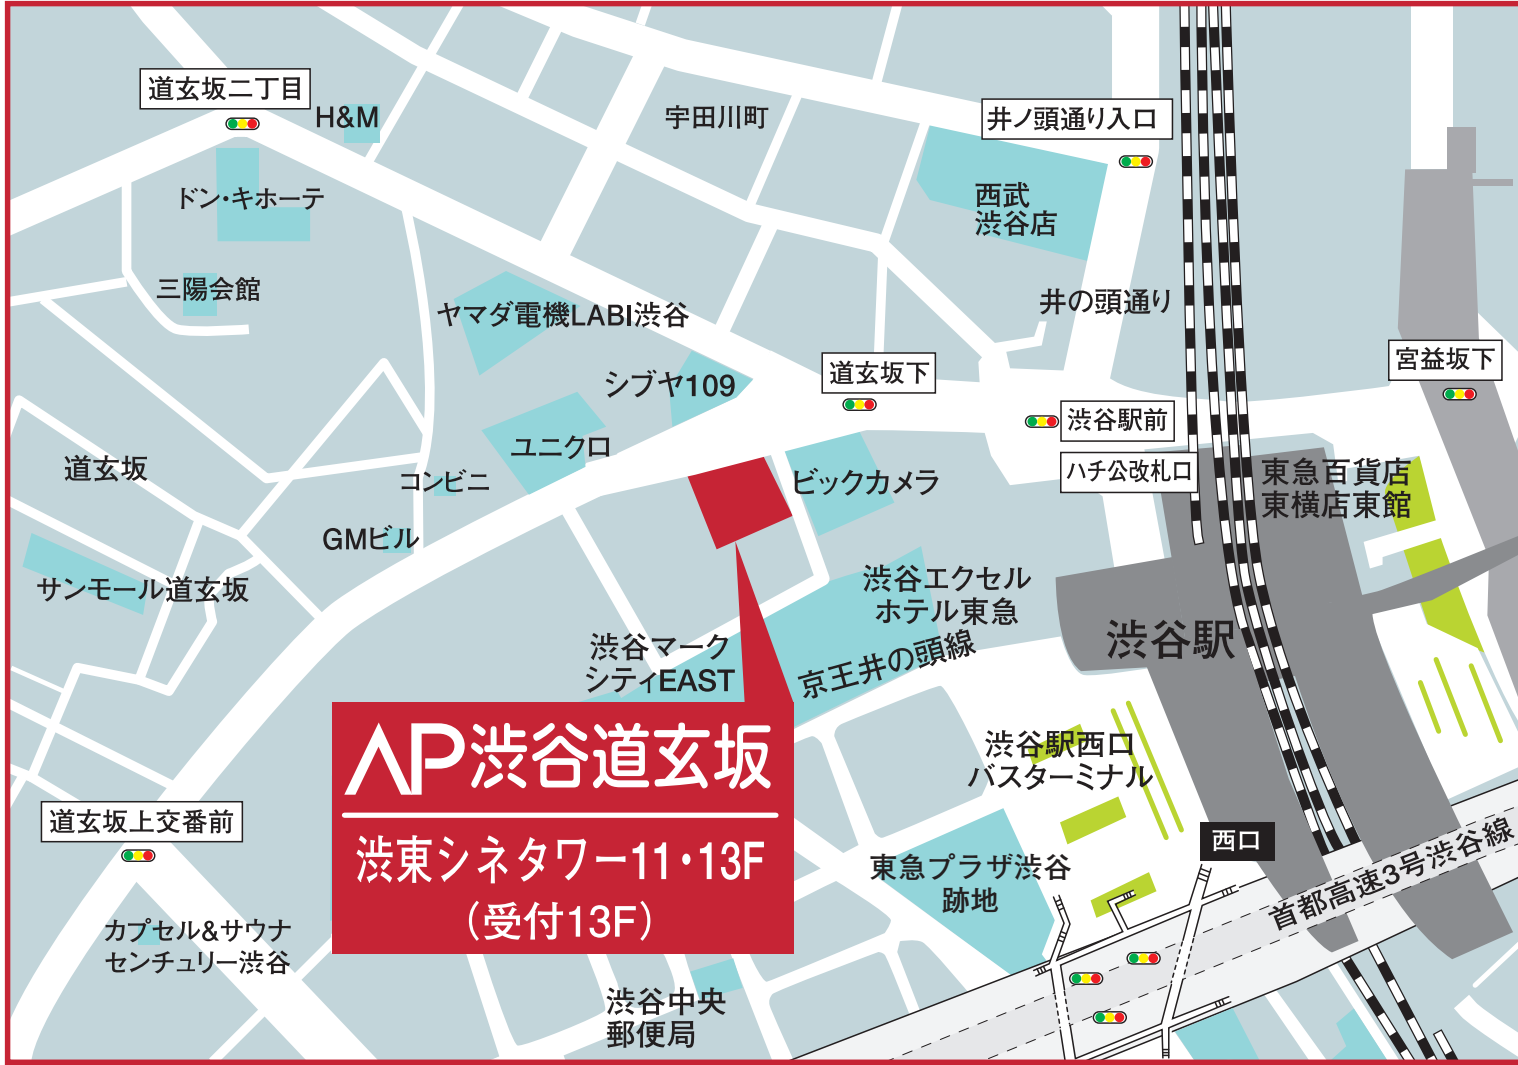 道玄坂二丁目
H&M
宇田川町
井ノ頭通り入口
ドン・キホーテ
西武
渋谷店
三陽会館
ヤマダ電機LABI渋谷
井の頭通り
シブヤ109
道玄坂下
宮益坂下
渋谷駅前
ユニクロ
道玄坂
コンビニ
ビックカメラ
ハチ公改札口
東急百貨店
東横店東館
GMビル
サンモール道玄坂
渋谷エクセル
ホテル東急
渋谷マーク
シティEAST
京王井の頭線
渋谷駅
AP渋谷道玄坂
渋東シネタワー11・13F
（受付13F）
渋谷駅西口
バスターミナル
道玄坂上交番前
西口
東急プラザ渋谷
跡地
首都高速3号渋谷線
カプセル&サウナ
センチュリー渋谷
渋谷中央
郵便局